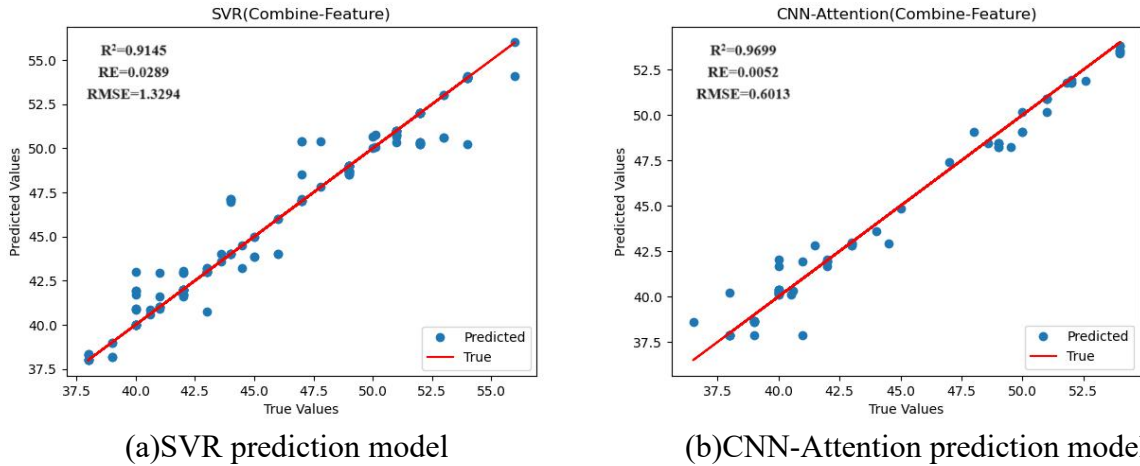 SVR(Combine-Feature)
R²=0.9145
RE=0.0289
RMSE=1.3294
55.0
52.5
50.0
47.5
45.0
42.5
40.0
37.5
Predicted Values
Predicted
True
37.5 40.0 42.5 45.0 47.5 50.0 52.5 55.0
True Values
(a)SVR prediction model
CNN-Attention(Combine-Feature)
R²=0.9699
RE=0.0052
RMSE=0.6013
52.5
50.0
47.5
45.0
42.5
40.0
37.5
Predicted Values
Predicted
True
37.5 40.0 42.5 45.0 47.5 50.0 52.5
True Values
(b)CNN-Attention prediction model